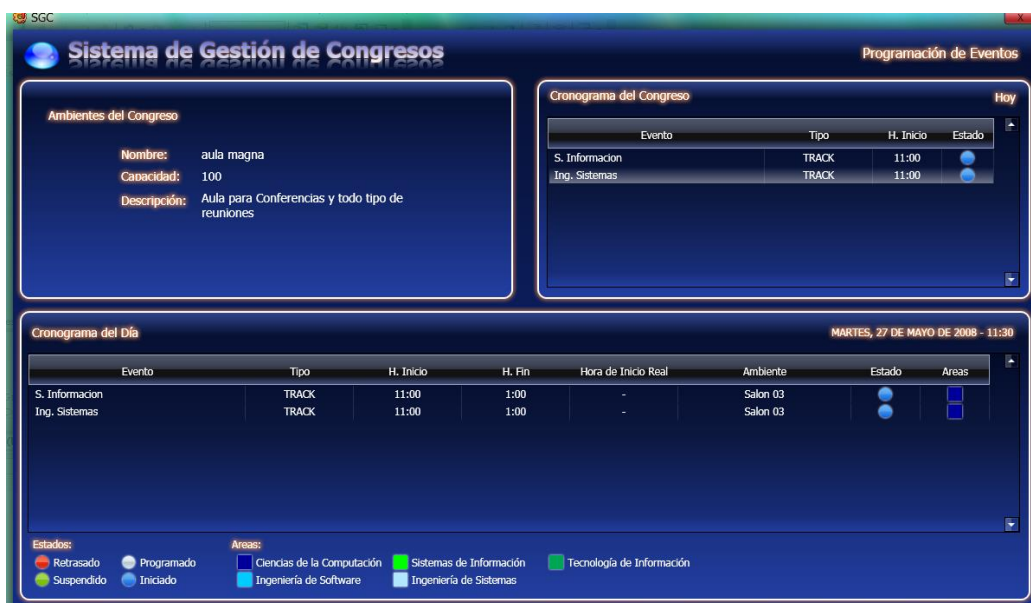 SGC
Sistema de Gestión de Congresos
Programación de Eventos
Ambientes del Congreso
Nombre: aula magna
Capacidad: 100
Descripción: Aula para Conferencias y todo tipo de
reuniones
Cronograma del Congreso Hoy
Evento Tipo H. Inicio Estado
S. Informacion TRACK 11:00
Ing. Sistemas TRACK 11:00
Cronograma del Día MARTES, 27 DE MAYO DE 2008 - 11:30
Evento Tipo H. Inicio H. Fin Hora de Inicio Real Ambiente Estado Areas
S. Informacion TRACK 11:00 1:00 - Salon 03
Ing. Sistemas TRACK 11:00 1:00 - Salon 03
Estados: Areas:
Retrasado Programado Ciencias de la Computación Sistemas de Información Tecnología de Información
Suspendido Iniciado Ingeniería de Software Ingeniería de Sistemas